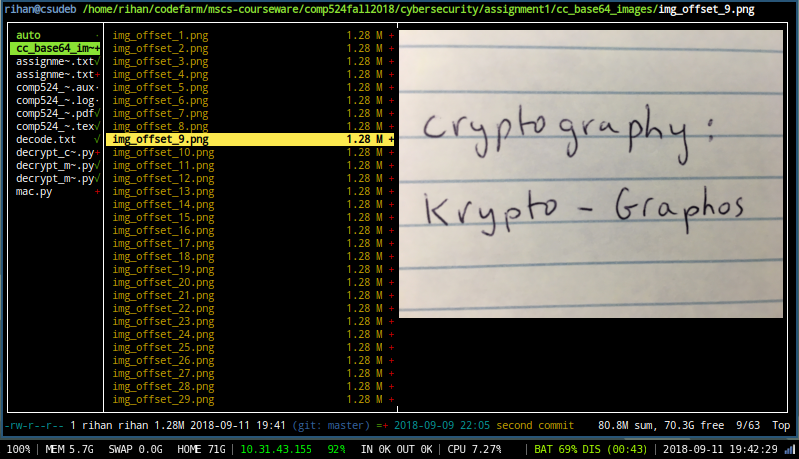 rihan@csudeb /home/rihan/codefarm/mscs-courseware/comp524fall2018/cybersecurity/assignment1/cc_base64_images/img_offset_9.png
auto
cc_base64_im~+
assignme~.txt√
assignme~.txt+
comp524_~.aux·
comp524_~.log·
comp524_~.pdf√
comp524_~.tex√
decode.txt √
decrypt_c~.py+
decrypt_m~.py√
decrypt_m~.py√
mac.py +
img_offset_1.png 1.28 M +
img_offset_2.png 1.28 M +
img_offset_3.png 1.28 M +
img_offset_4.png 1.28 M +
img_offset_5.png 1.28 M +
img_offset_6.png 1.28 M +
img_offset_7.png 1.28 M +
img_offset_8.png 1.28 M +
img_offset_9.png 1.28 M +
img_offset_10.png 1.28 M +
img_offset_11.png 1.28 M +
img_offset_12.png 1.28 M +
img_offset_13.png 1.28 M +
img_offset_14.png 1.28 M +
img_offset_15.png 1.28 M +
img_offset_16.png 1.28 M +
img_offset_17.png 1.28 M +
img_offset_18.png 1.28 M +
img_offset_19.png 1.28 M +
img_offset_20.png 1.28 M +
img_offset_21.png 1.28 M +
img_offset_22.png 1.28 M +
img_offset_23.png 1.28 M +
img_offset_24.png 1.28 M +
img_offset_25.png 1.28 M +
img_offset_26.png 1.28 M +
img_offset_27.png 1.28 M +
img_offset_28.png 1.28 M +
img_offset_29.png 1.28 M +
Cryptography:
Krypto - Graphos
-rw-r--r-- 1 rihan rihan 1.28M 2018-09-11 19:41 (git: master) =+ 2018-09-09 22:05 second commit 80.8M sum, 70.3G free 9/63 Top
100% | MEM 5.7G SWAP 0.0G HOME 71G | 10.31.43.155 92% IN 0K OUT 0K | CPU 7.27% | BAT 69% DIS (00:43) | 2018-09-11 19:42:29